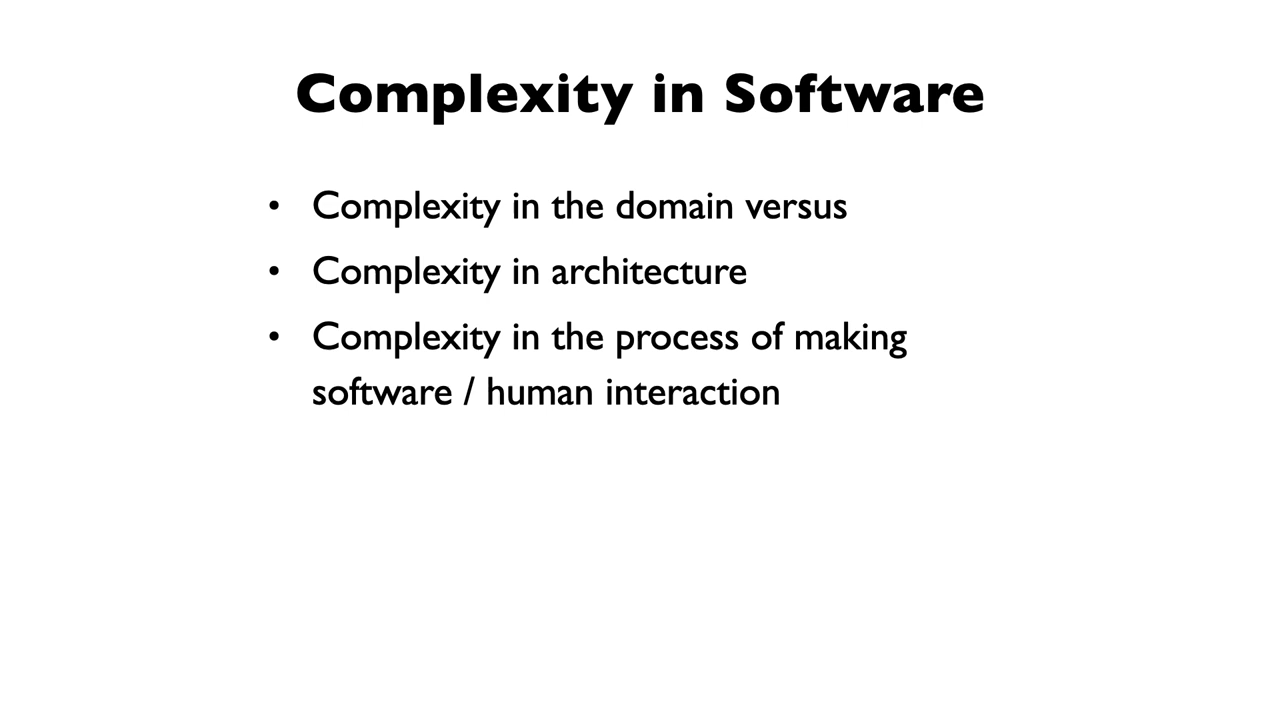 Complexity in Software
• Complexity in the domain versus
• Complexity in architecture
• Complexity in the process of making
software / human interaction